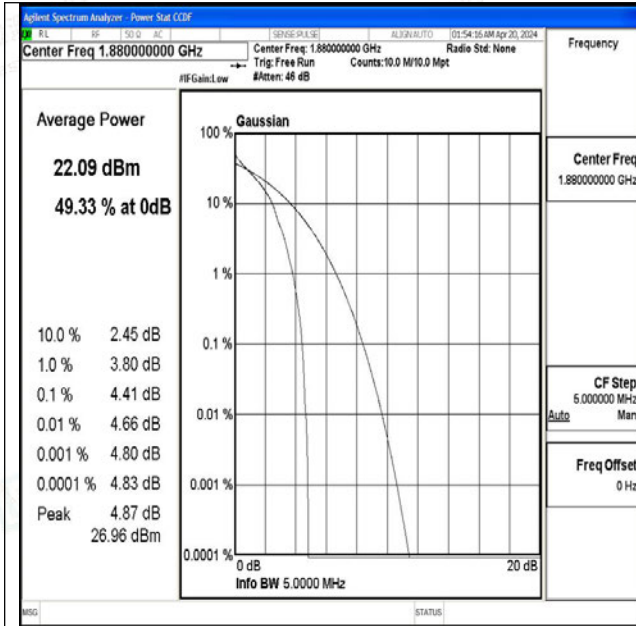 Agilent Spectrum Analyzer - Power Stat CCDF
RL RF 50 Ω AC SENSE:PULSE ALIGNAUTO 01:54:16 AM Apr 20, 2024
Center Freq 1.880000000 GHz
Center Freq: 1.880000000 GHz Radio Std: None
Trig: Free Run Counts:10.0 M/10.0 Mpt
#IFGain:Low #Atten: 46 dB
Frequency
Average Power
22.09 dBm
49.33 % at 0dB
10.0 % 2.45 dB
1.0 % 3.80 dB
0.1 % 4.41 dB
0.01 % 4.66 dB
0.001 % 4.80 dB
0.0001 % 4.83 dB
Peak 4.87 dB
26.96 dBm
Gaussian
100 %
10 %
1 %
0.1 %
0.01 %
0.001 %
0.0001 %
0 dB 20 dB
Info BW 5.0000 MHz
Center Freq
1.880000000 GHz
CF Step
5.000000 MHz
Auto Man
Freq Offset
0 Hz
MSG STATUS